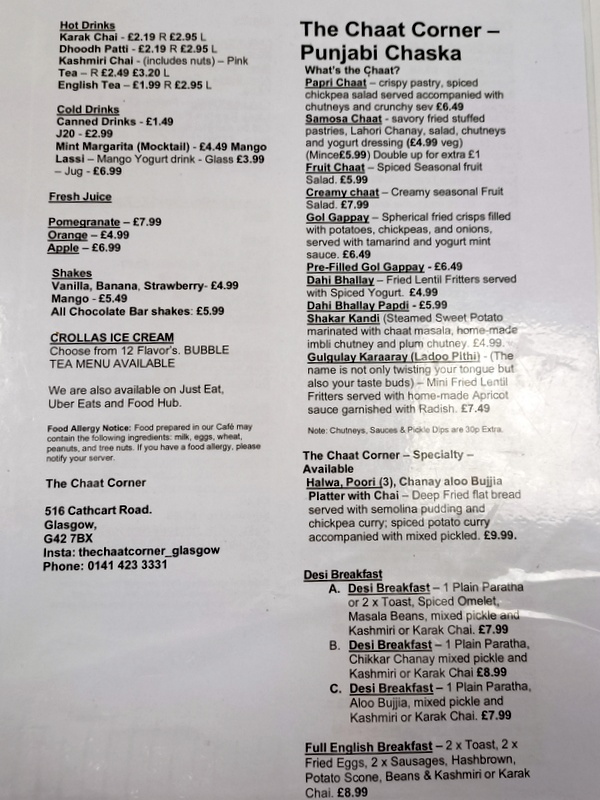 Hot Drinks
Karak Chai - £2.19 R £2.95 L
Dhoodh Patti - £2.19 R £2.95 L
Kashmiri Chai - (includes nuts) – Pink
Tea – R £2.49 £3.20 L
English Tea – £1.99 R £2.95 L
Cold Drinks
Canned Drinks - £1.49
J20 - £2.99
Mint Margarita (Mocktail) - £4.49 Mango
Lassi – Mango Yogurt drink - Glass £3.99
– Jug - £6.99
Fresh Juice
Pomegranate – £7.99
Orange – £4.99
Apple – £6.99
Shakes
Vanilla, Banana, Strawberry- £4.99
Mango - £5.49
All Chocolate Bar shakes: £5.99
CROLLAS ICE CREAM
Choose from 12 Flavor's. BUBBLE
TEA MENU AVAILABLE
We are also available on Just Eat,
Uber Eats and Food Hub.
Food Allergy Notice: Food prepared in our Café may
contain the following ingredients: milk, eggs, wheat,
peanuts, and tree nuts. If you have a food allergy, please
notify your server.
The Chaat Corner
516 Cathcart Road.
Glasgow,
G42 7BX
Insta: thechaatcorner_glasgow
Phone: 0141 423 3331
The Chaat Corner –
Punjabi Chaska
What's the Chaat?
Papri Chaat – crispy pastry, spiced
chickpea salad served accompanied with
chutneys and crunchy sev £6.49
Samosa Chaat - savory fried stuffed
pastries, Lahori Chanay, salad, chutneys
and yogurt dressing (£4.99 veg)
(Mince£5.99) Double up for extra £1
Fruit Chaat – Spiced Seasonal fruit
Salad. £5.99
Creamy chaat – Creamy seasonal Fruit
Salad. £7.99
Gol Gappay – Spherical fried crisps filled
with potatoes, chickpeas, and onions,
served with tamarind and yogurt mint
sauce. £6.49
Pre-Filled Gol Gappay - £6.49
Dahi Bhallay – Fried Lentil Fritters served
with Spiced Yogurt. £4.99
Dahi Bhallay Papdi - £5.99
Shakar Kandi (Steamed Sweet Potato
marinated with chaat masala, home-made
imbli chutney and plum chutney. £4.99.
Gulgulay Karaaray (Ladoo Pithi) - (The
name is not only twisting your tongue but
also your taste buds) – Mini Fried Lentil
Fritters served with home-made Apricot
sauce garnished with Radish. £7.49
Note: Chutneys, Sauces & Pickle Dips are 30p Extra.
The Chaat Corner – Specialty –
Available
Halwa, Poori (3), Chanay aloo Bujjia
Platter with Chai – Deep Fried flat bread
served with semolina pudding and
chickpea curry; spiced potato curry
accompanied with mixed pickled. £9.99.
Desi Breakfast
A. Desi Breakfast – 1 Plain Paratha
or 2 x Toast, Spiced Omelet,
Masala Beans, mixed pickle and
Kashmiri or Karak Chai. £7.99
B. Desi Breakfast – 1 Plain Paratha,
Chikkar Chanay mixed pickle and
Kashmiri or Karak Chai £8.99
C. Desi Breakfast - 1 Plain Paratha,
Aloo Bujjia, mixed pickle and
Kashmiri or Karak Chai. £7.99
Full English Breakfast – 2 x Toast, 2 x
Fried Eggs, 2 x Sausages, Hashbrown,
Potato Scone, Beans & Kashmiri or Karak
Chai. £8.99